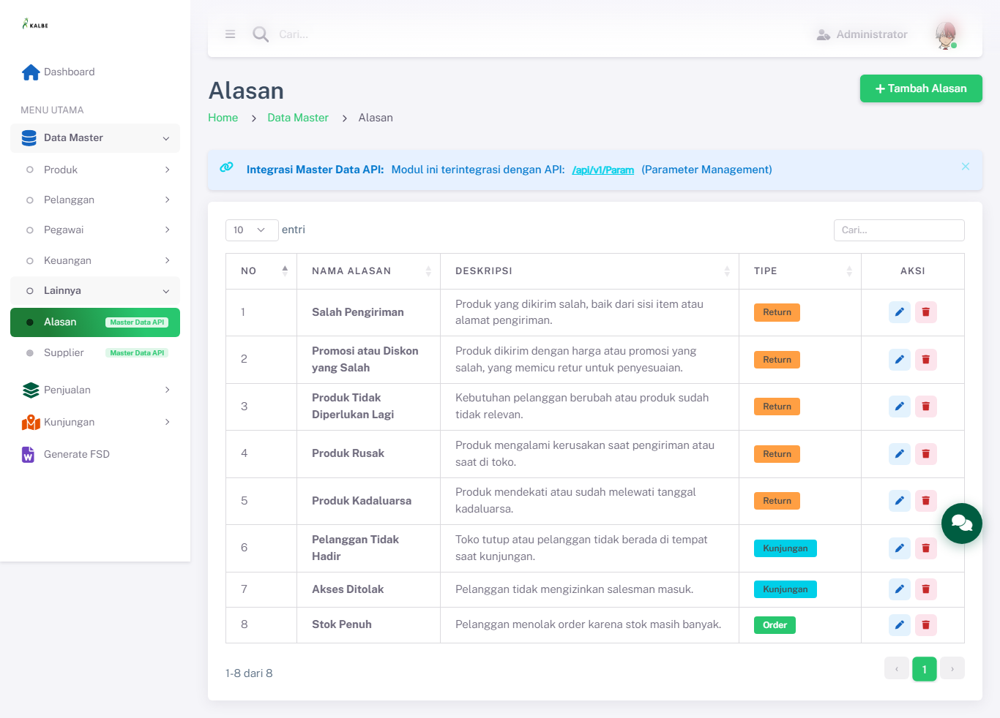 KALBE
Cari...
Administrator
Dashboard
MENU UTAMA
Data Master
Produk
Pelanggan
Pegawai
Keuangan
Lainnya
Alasan Master Data API
Supplier Master Data API
Penjualan
Kunjungan
Generate FSD
Alasan
Tambah Alasan
Home > Data Master > Alasan
Integrasi Master Data API: Modul ini terintegrasi dengan API: /api/v1/Param (Parameter Management)
10 entri
Cari...
NO NAMA ALASAN DESKRIPSI TIPE AKSI
1 Salah Pengiriman Produk yang dikirim salah, baik dari sisi item atau
alamat pengiriman. Return
2 Promosi atau Diskon
yang Salah Produk dikirim dengan harga atau promosi yang
salah, yang memicu retur untuk penyesuaian. Return
3 Produk Tidak
Diperlukan Lagi Kebutuhan pelanggan berubah atau produk sudah
tidak relevan. Return
4 Produk Rusak Produk mengalami kerusakan saat pengiriman atau
saat di toko. Return
5 Produk Kadaluarsa Produk mendekati atau sudah melewati tanggal
kadaluarsa. Return
6 Pelanggan Tidak
Hadir Toko tutup atau pelanggan tidak berada di tempat
saat kunjungan. Kunjungan
7 Akses Ditolak Pelanggan tidak mengizinkan salesman masuk. Kunjungan
8 Stok Penuh Pelanggan menolak order karena stok masih banyak. Order
1-8 dari 8
‹ 1 ›